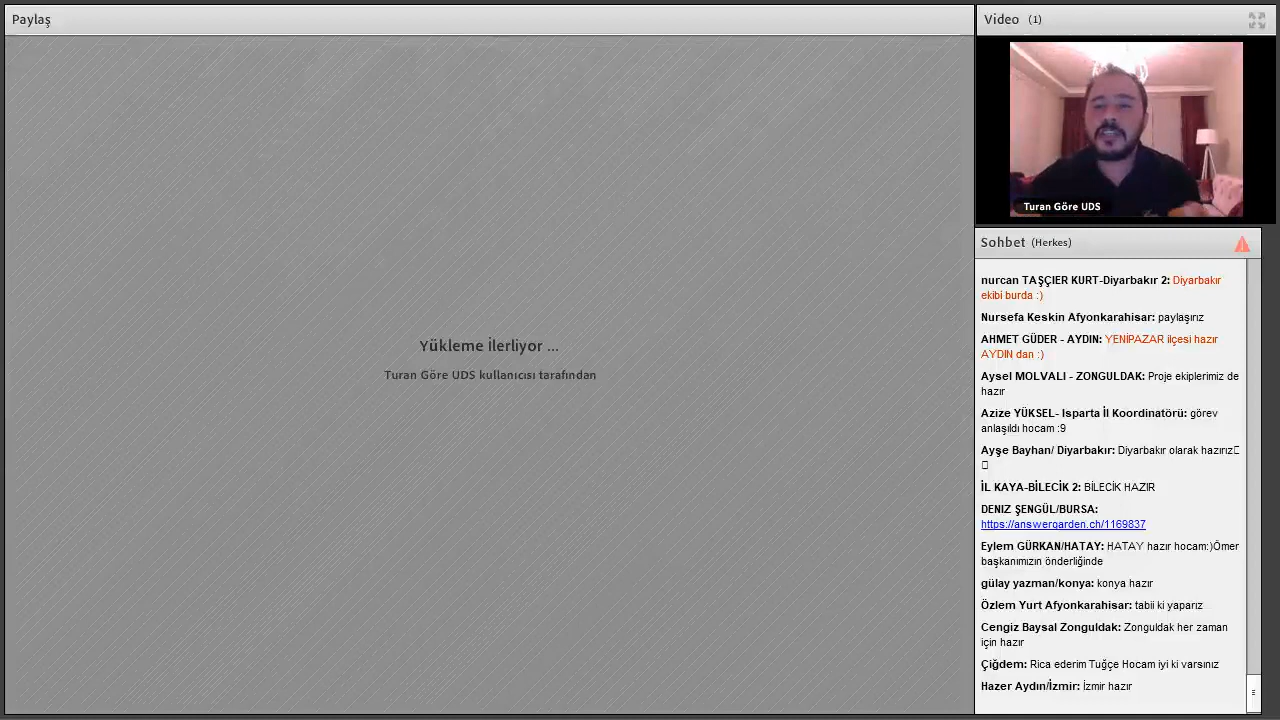 Paylaş
Yükleme İlerliyor ...
Turan Göre UDS kullanıcısı tarafından
Video (1)
Turan Göre UDS
Sohbet (Herkes)
nurcan TAŞÇIER KURT-Diyarbakır 2: Diyarbakır
ekibi burda :)
Nursefa Keskin Afyonkarahisar: paylaşırız
AHMET GÜDER - AYDIN: YENİPAZAR ilçesi hazır
AYDIN dan :)
Aysel MOLVALI - ZONGULDAK: Proje ekiplerimiz de
hazır
Azize YÜKSEL- Isparta İl Koordinatörü: görev
anlaşıldı hocam :9
Ayşe Bayhan/ Diyarbakır: Diyarbakır olarak hazırız
İL KAYA-BİLECİK 2: BİLECİK HAZIR
DENIZ ŞENGÜL/BURSA:
https://answergarden.ch/1169837
Eylem GÜRKAN/HATAY: HATAY hazır hocam:)Ömer
başkanımızın önderliğinde
gülay yazman/konya: konya hazır
Özlem Yurt Afyonkarahisar: tabii ki yaparız
Cengiz Baysal Zonguldak: Zonguldak her zaman
için hazır
Çiğdem: Rica ederim Tuğçe Hocam iyi ki varsınız
Hazer Aydın/İzmir: İzmir hazır